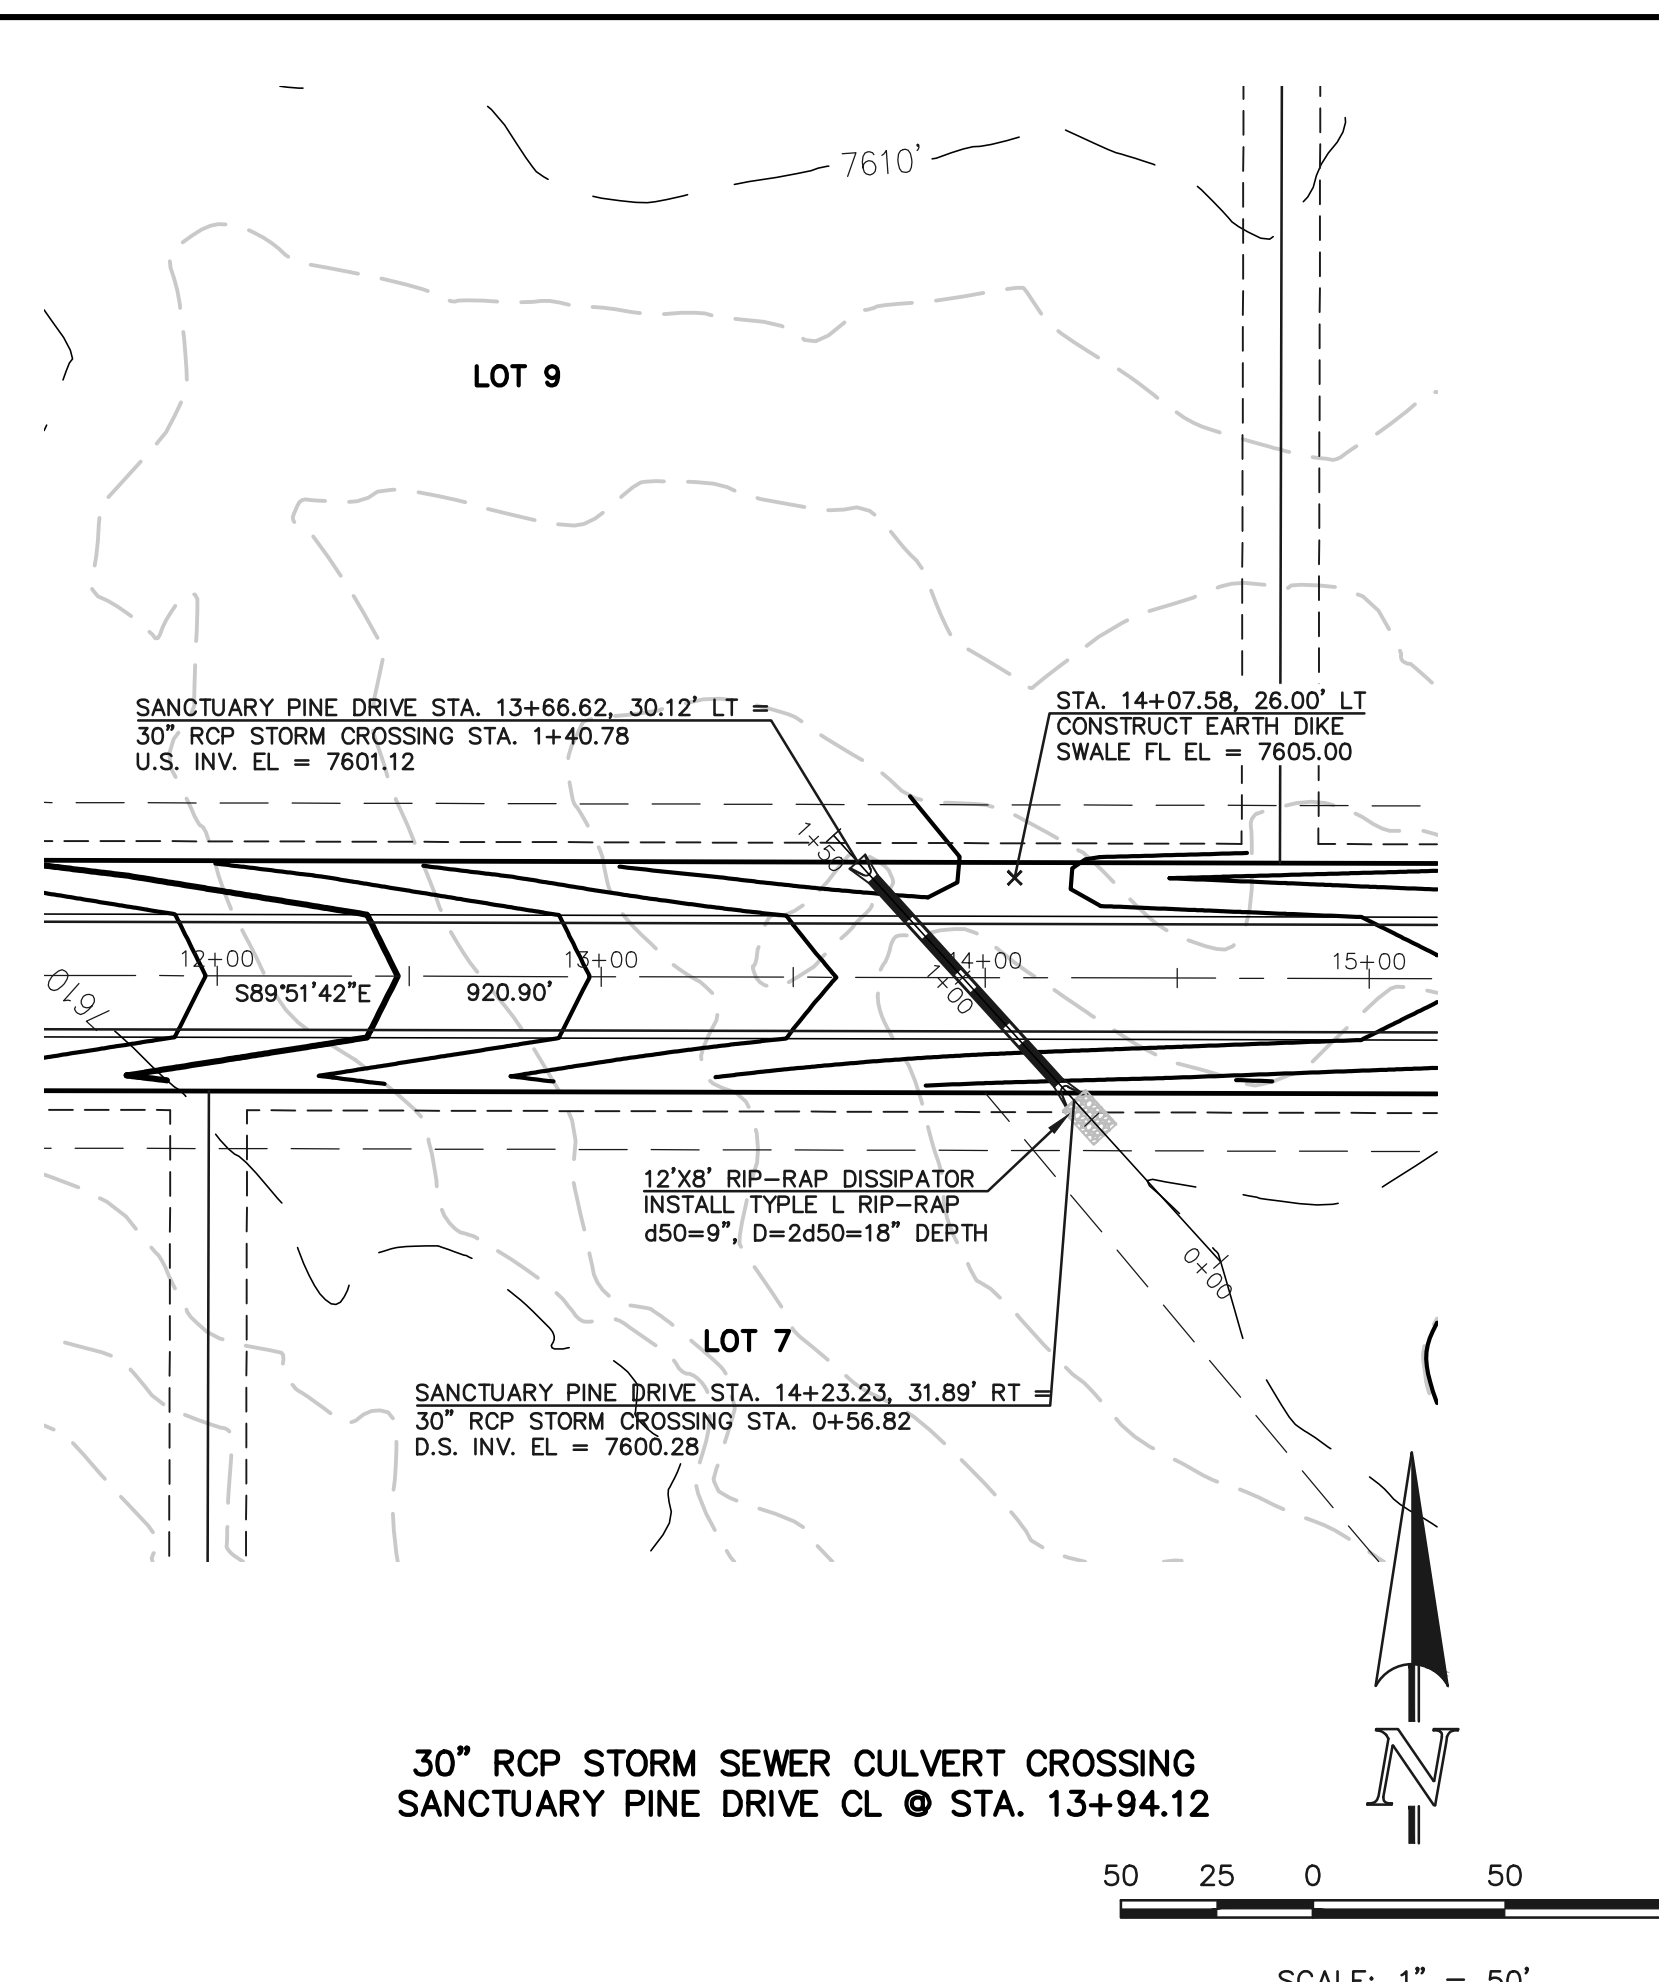 7610'
LOT 9
SANCTUARY PINE DRIVE STA. 13+66.62, 30.12' LT =
30" RCP STORM CROSSING STA. 1+40.78
U.S. INV. EL = 7601.12
STA. 14+07.58, 26.00' LT
CONSTRUCT EARTH DIKE
SWALE FL EL = 7605.00
1+50
12+00
13+00
14+00
15+00
7610
S89°51'42"E
920.90'
1+00
12'X8' RIP-RAP DISSIPATOR
INSTALL TYPLE L RIP-RAP
d50=9", D=2d50=18" DEPTH
0+00
LOT 7
SANCTUARY PINE DRIVE STA. 14+23.23, 31.89' RT =
30" RCP STORM CROSSING STA. 0+56.82
D.S. INV. EL = 7600.28
30" RCP STORM SEWER CULVERT CROSSING
SANCTUARY PINE DRIVE CL @ STA. 13+94.12
N
50 25 0 50
SCALE: 1" = 50'